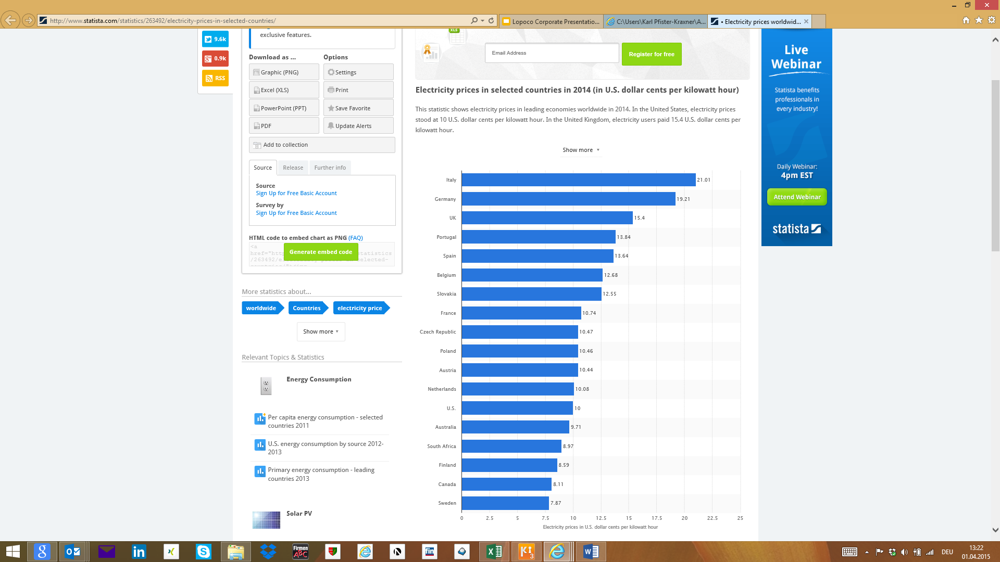 http://www.statista.com/statistics/263492/electricity-prices-in-selected-countries/
Lopoco Corporate Presentatio...
C:\Users\Karl Pfister-Kraxner\A...
• Electricity prices worldwid...
9.6k
0.9k
RSS
exclusive features.
Download as ...
Options
Graphic (PNG)
Settings
Excel (XLS)
Print
PowerPoint (PPT)
Save Favorite
PDF
Update Alerts
Add to collection
Source
Release
Further info
Source
Sign Up for Free Basic Account
Survey by
Sign Up for Free Basic Account
HTML code to embed chart as PNG (FAQ)
<a
Generate embed code
More statistics about...
worldwide
Countries
electricity price
Show more
Relevant Topics & Statistics
Energy Consumption
Per capita energy consumption - selected
countries 2011
U.S. energy consumption by source 2012-
2013
Primary energy consumption - leading
countries 2013
Solar PV
XLS
Email Address
Register for free
Electricity prices in selected countries in 2014 (in U.S. dollar cents per kilowatt hour)
This statistic shows electricity prices in leading economies worldwide in 2014. In the United States, electricity prices
stood at 10 U.S. dollar cents per kilowatt hour. In the United Kingdom, electricity users paid 15.4 U.S. dollar cents per
kilowatt hour.
Show more
Italy 21.01
Germany 19.21
UK 15.4
Portugal 13.84
Spain 13.64
Belgium 12.68
Slovakia 12.55
France 10.74
Czech Republic 10.47
Poland 10.46
Austria 10.44
Netherlands 10.08
U.S. 10
Australia 9.71
South Africa 8.97
Finland 8.59
Canada 8.11
Sweden 7.87
0 2.5 5 7.5 10 12.5 15 17.5 20 22.5 25
Electricity prices in U.S. dollar cents per kilowatt hour
Live
Webinar
Statista benefits
professionals in
every industry!
Daily Webinar:
4pm EST
Attend Webinar
statista
Firmen
ABC
fin
DEU
13:22
01.04.2015